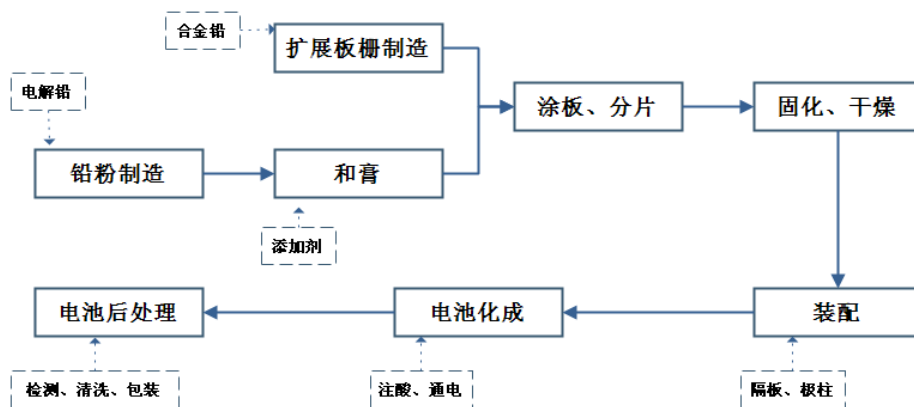 合金铅
扩展板栅制造
电解铅
涂板、分片
固化、干燥
铅粉制造
和膏
添加剂
电池后处理
电池化成
装配
检测、清洗、包装
注酸、通电
隔板、极柱